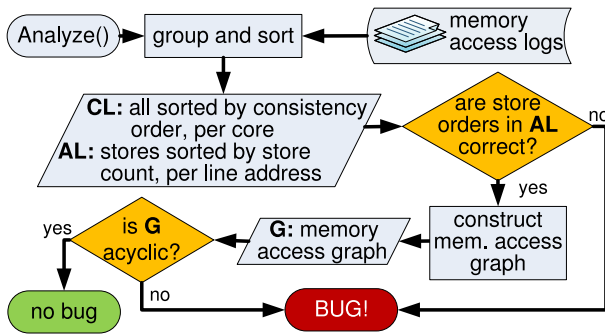 Analyze()
group and sort
memory
access logs
CL: all sorted by consistency
order, per core
AL: stores sorted by store
count, per line address
are store
orders in AL
correct?
no
yes
construct
mem. access
graph
G: memory
access graph
is G
acyclic?
yes
no
no bug
BUG!